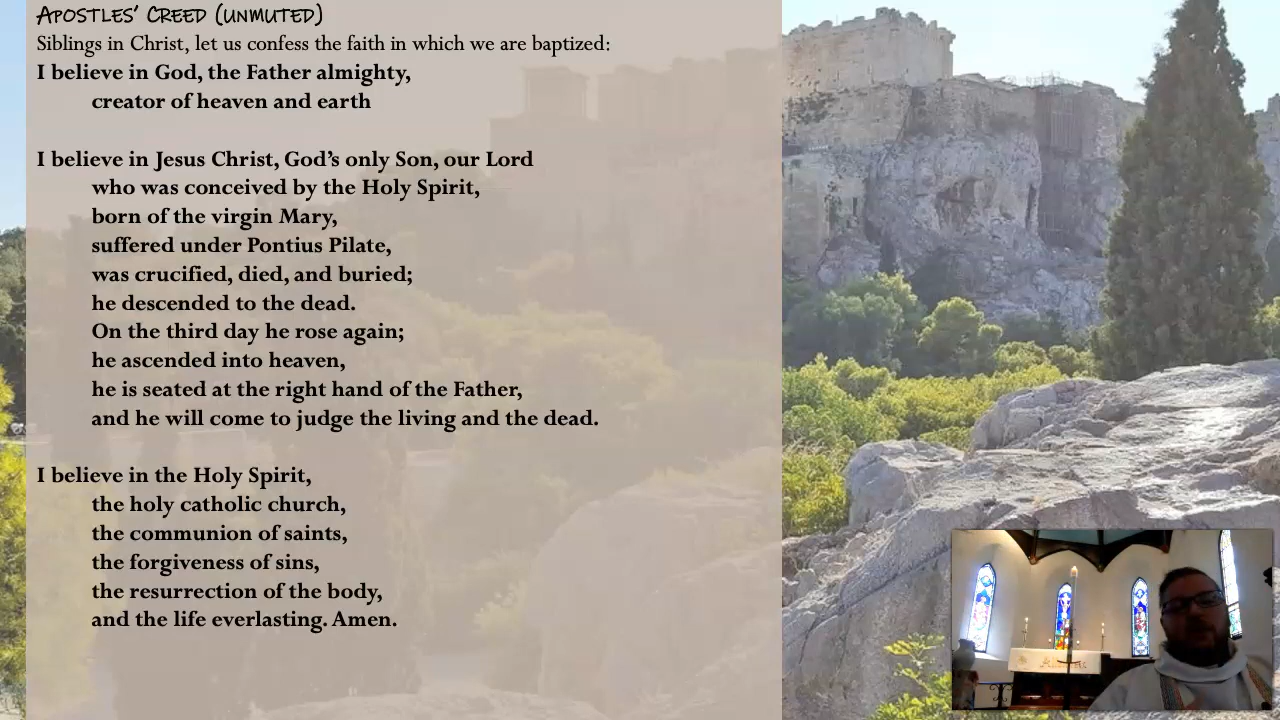 Apostles’ Creed (unmuted)
Siblings in Christ, let us confess the faith in which we are baptized:
I believe in God, the Father almighty,
creator of heaven and earth
I believe in Jesus Christ, God’s only Son, our Lord
who was conceived by the Holy Spirit,
born of the virgin Mary,
suffered under Pontius Pilate,
was crucified, died, and buried;
he descended to the dead.
On the third day he rose again;
he ascended into heaven,
he is seated at the right hand of the Father,
and he will come to judge the living and the dead.
I believe in the Holy Spirit,
the holy catholic church,
the communion of saints,
the forgiveness of sins,
the resurrection of the body,
and the life everlasting. Amen.